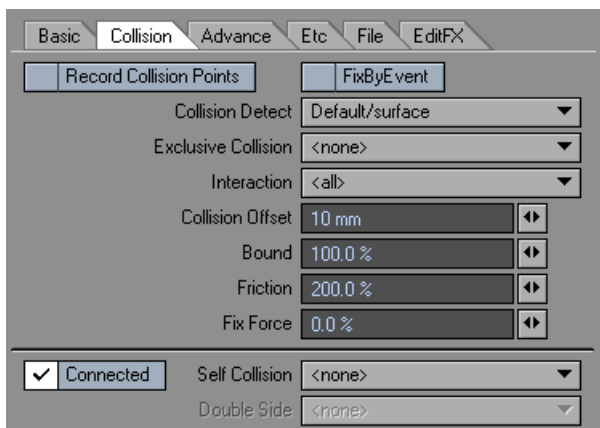 Basic Collision Advance Etc File EditFX
Record Collision Points FixByEvent
Collision Detect Default/surface
Exclusive Collision <none>
Interaction <all>
Collision Offset 10 mm
Bound 100.0 %
Friction 200.0 %
Fix Force 0.0 %
Connected Self Collision <none>
Double Side <none>